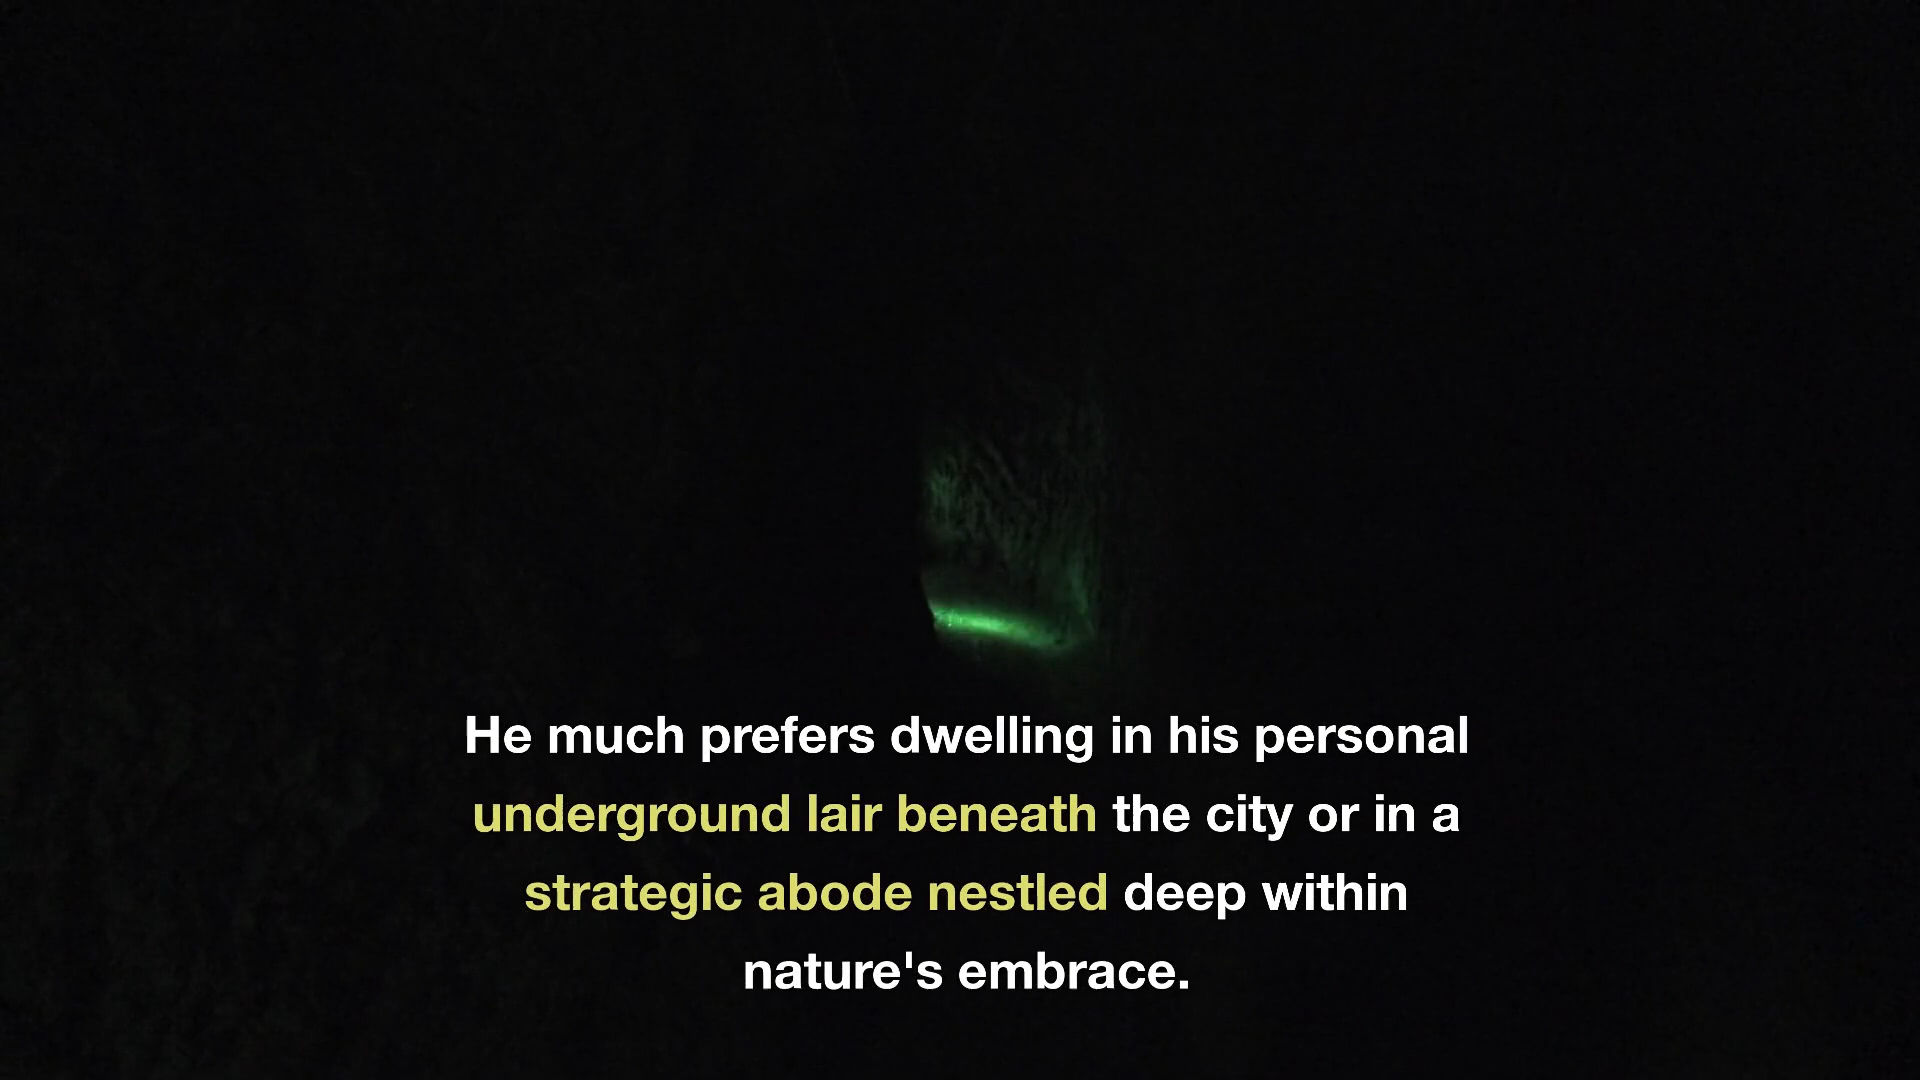 He much prefers dwelling in his personal
underground lair beneath the city or in a
strategic abode nestled deep within
nature's embrace.